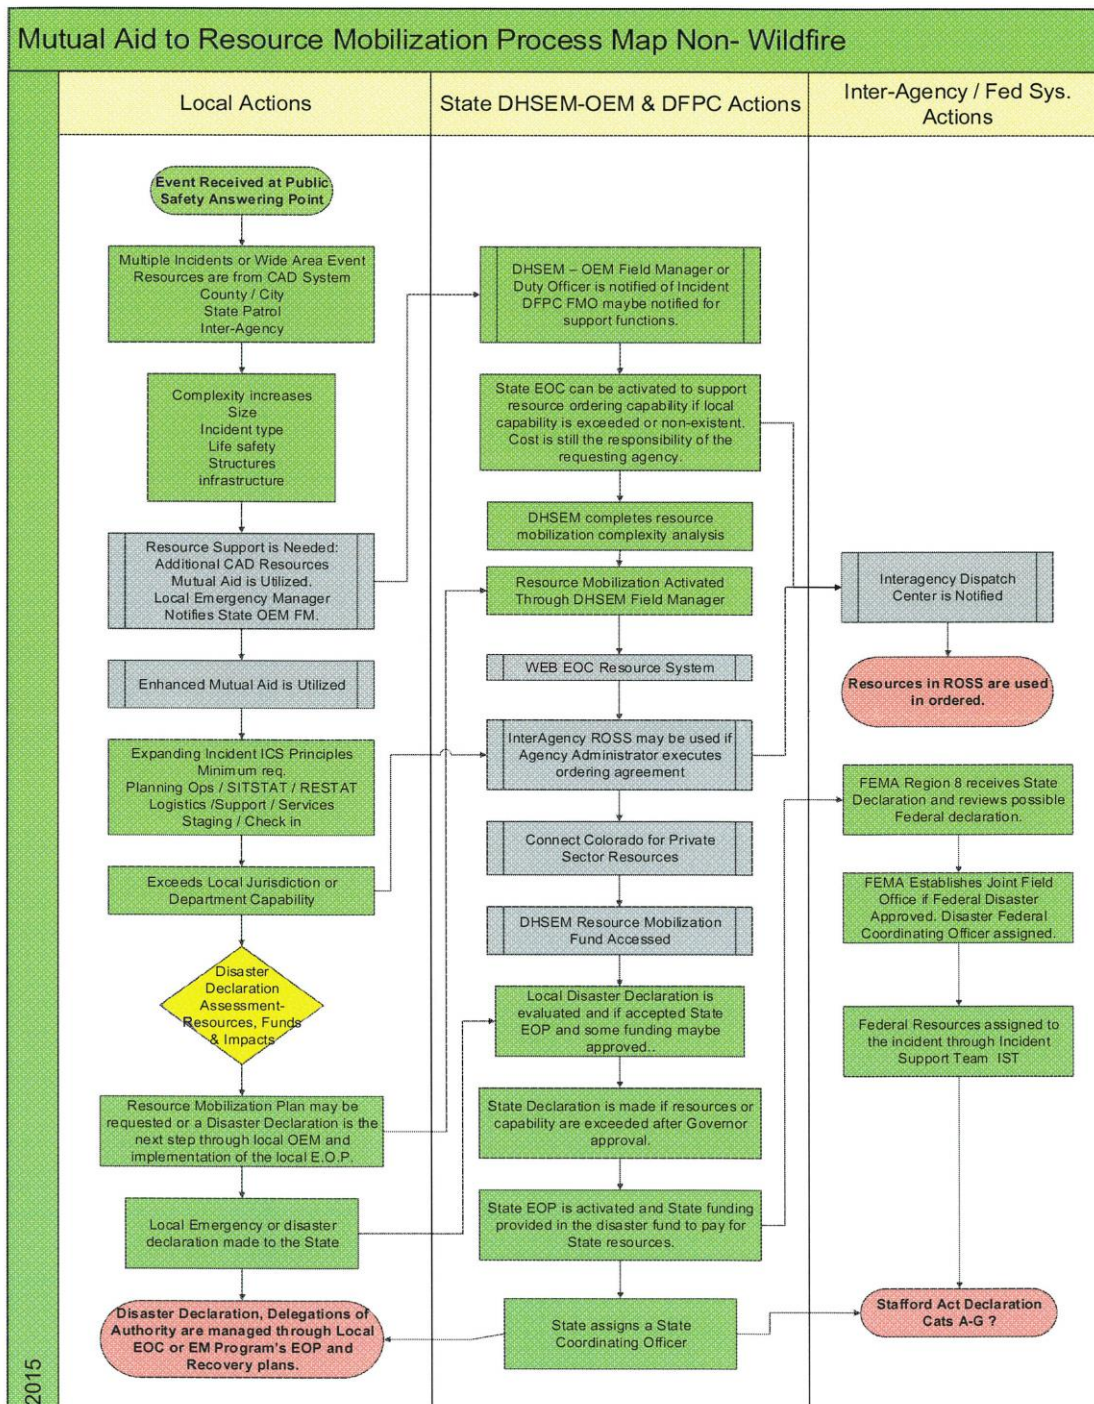 Mutual Aid to Resource Mobilization Process Map Non- Wildfire
Local Actions
State DHSEM-OEM & DFPC Actions
Inter-Agency / Fed Sys.
Actions
Event Received at Public
Safety Answering Point
Multiple Incidents or Wide Area Event
Resources are from CAD System
County / City
State Patrol
Inter-Agency
Complexity increases
Size
Incident type
Life safety
Structures
infrastructure
Resource Support is Needed:
Additional CAD Resources
Mutual Aid is Utilized.
Local Emergency Manager
Notifies State OEM FM.
Enhanced Mutual Aid is Utilized
Expanding Incident ICS Principles
Minimum req.
Planning Ops / SITSTAT / RESTAT
Logistics /Support / Services
Staging / Check in
Exceeds Local Jurisdiction or
Department Capability
Disaster
Declaration
Assessment-
Resources, Funds
& Impacts
Resource Mobilization Plan may be
requested or a Disaster Declaration is the
next step through local OEM and
implementation of the local E.O.P.
Local Emergency or disaster
declaration made to the State
Disaster Declaration, Delegations of
Authority are managed through Local
EOC or EM Program's EOP and
Recovery plans.
DHSEM – OEM Field Manager or
Duty Officer is notified of Incident
DFPC FMO maybe notified for
support functions.
State EOC can be activated to support
resource ordering capability if local
capability is exceeded or non-existent.
Cost is still the responsibility of the
requesting agency.
DHSEM completes resource
mobilization complexity analysis
Resource Mobilization Activated
Through DHSEM Field Manager
WEB EOC Resource System
InterAgency ROSS may be used if
Agency Administrator executes
ordering agreement
Connect Colorado for Private
Sector Resources
DHSEM Resource Mobilization
Fund Accessed
Local Disaster Declaration is
evaluated and if accepted State
EOP and some funding maybe
approved..
State Declaration is made if resources or
capability are exceeded after Governor
approval.
State EOP is activated and State funding
provided in the disaster fund to pay for
State resources.
State assigns a State
Coordinating Officer
Interagency Dispatch
Center is Notified
Resources in ROSS are used
in ordered.
FEMA Region 8 receives State
Declaration and reviews possible
Federal declaration.
FEMA Establishes Joint Field
Office if Federal Disaster
Approved. Disaster Federal
Coordinating Officer assigned.
Federal Resources assigned to
the incident through Incident
Support Team IST
Stafford Act Declaration
Cats A-G ?
2015